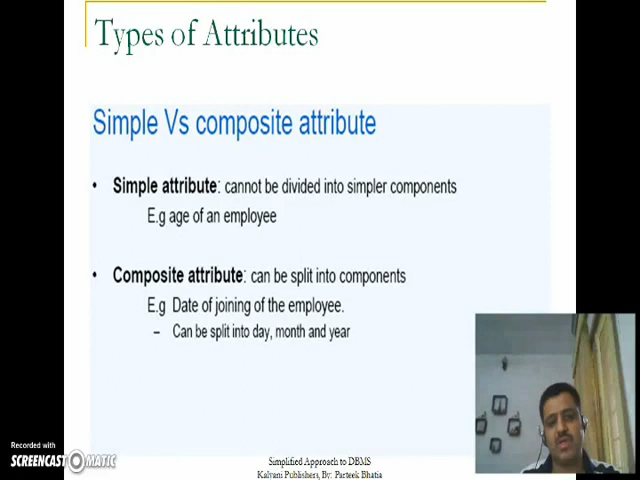 Types of Attributes
Simple Vs composite attribute
• Simple attribute: cannot be divided into simpler components
E.g age of an employee
• Composite attribute: can be split into components
E.g Date of joining of the employee.
– Can be split into day, month and year
Recorded with
SCREENCAST MATIC
Simplified Approach to DBMS
Kalyani Publishers, By: Parteek Bhatia